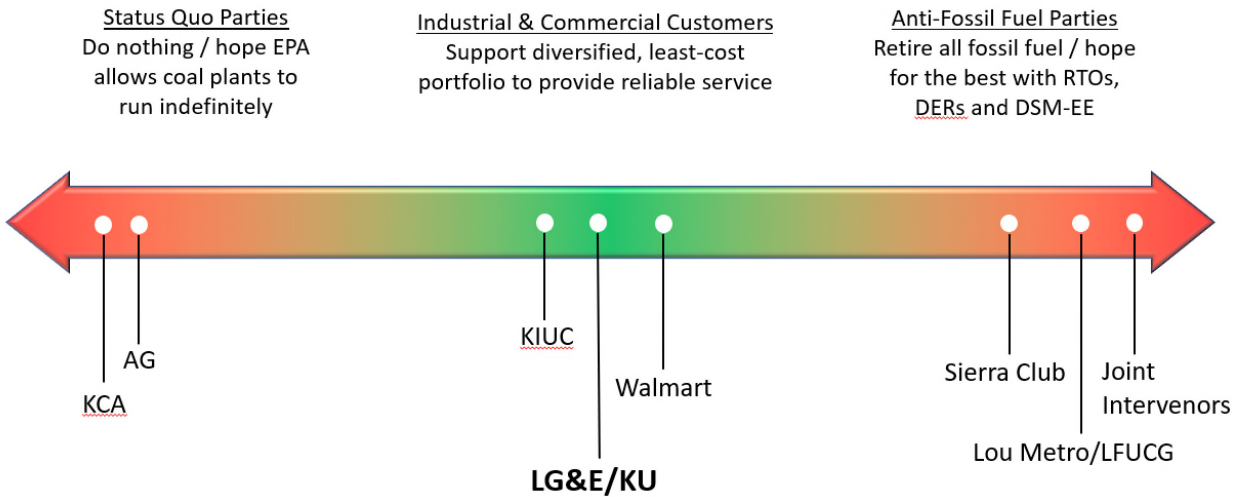 Status Quo Parties
Do nothing / hope EPA
allows coal plants to
run indefinitely
Industrial & Commercial Customers
Support diversified, least-cost
portfolio to provide reliable service
Anti-Fossil Fuel Parties
Retire all fossil fuel / hope
for the best with RTOs,
DERs and DSM-EE
KCA
AG
KIUC
LG&E/KU
Walmart
Sierra Club
Lou Metro/LFUCG
Joint
Intervenors